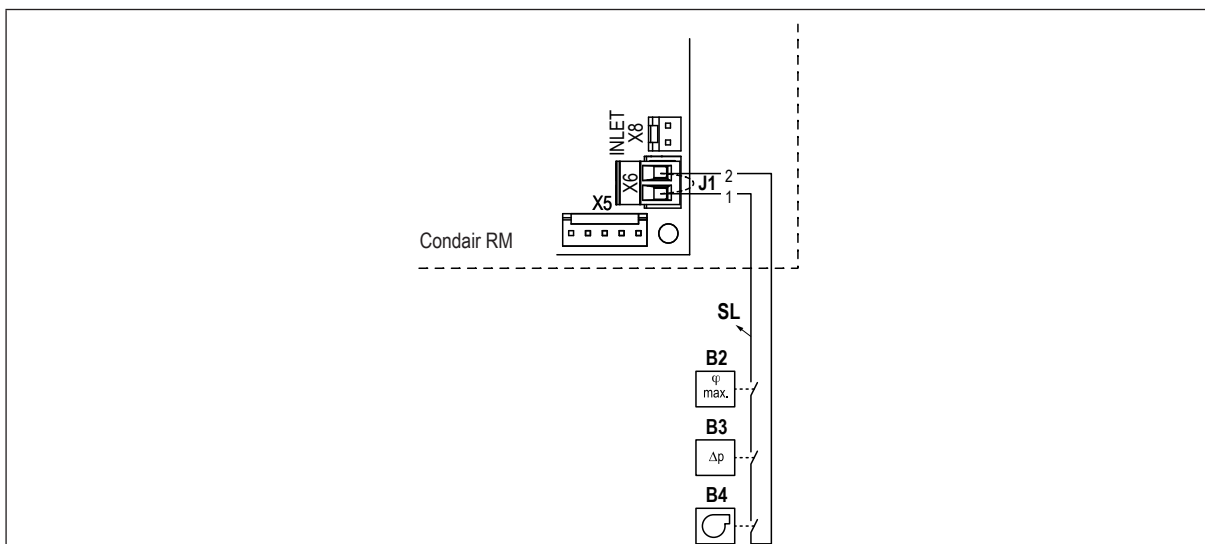 INLET
X8
X6
2
J1
1
X5
Condair RM
SL
B2
φ
max.
B3
Δp
B4